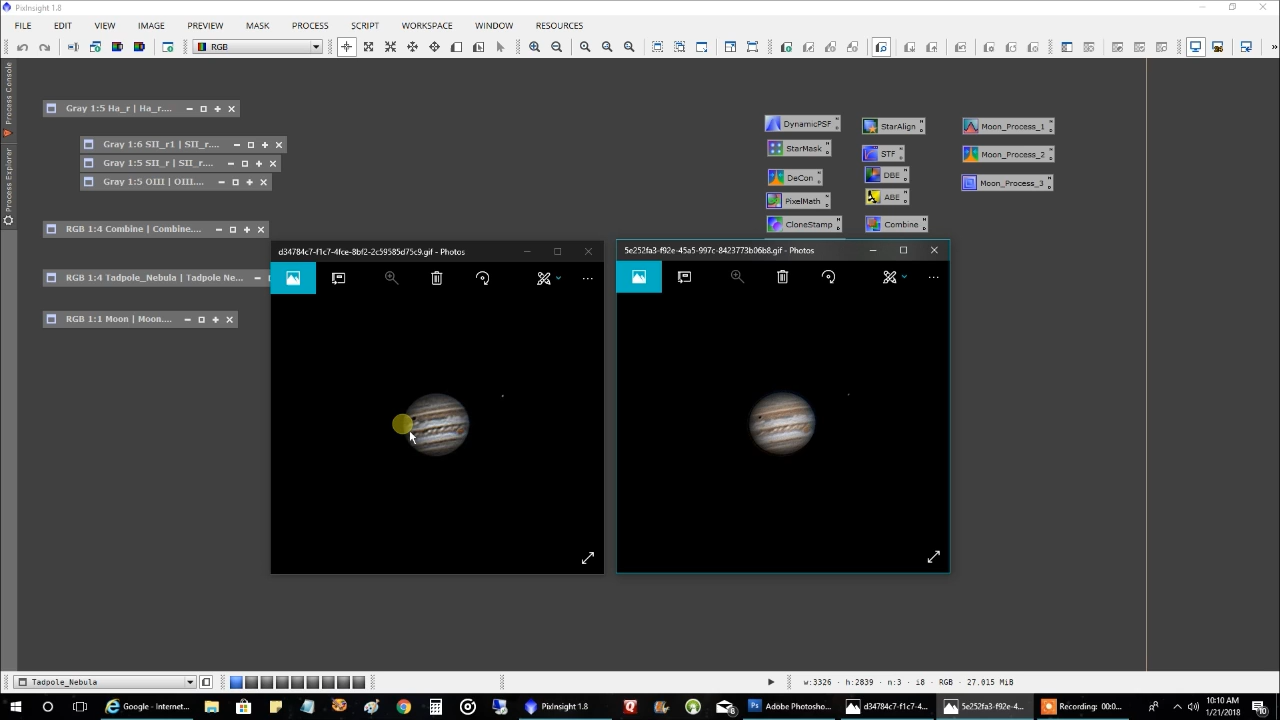 PixInsight 1.8
FILE EDIT VIEW IMAGE PREVIEW MASK PROCESS SCRIPT WORKSPACE WINDOW RESOURCES
RGB
Process Console
Process Explorer
Gray 1:5 Ha_r | Ha_r....
Gray 1:6 SII_r1 | SII_r....
Gray 1:5 SII_r | SII_r....
Gray 1:5 OIII | OIII....
RGB 1:4 Combine | Combine....
RGB 1:4 Tadpole_Nebula | Tadpole Ne...
RGB 1:1 Moon | Moon....
DynamicPSF StarAlign Moon_Process_1
StarMask STF Moon_Process_2
DeCon DBE Moon_Process_3
PixelMath ABE
CloneStamp Combine
d34784c7-f1c7-4fce-8bf2-2c59585d75c9.gif - Photos
5e252fa3-f92e-45a5-997c-8423773b06b8.gif - Photos
Tadpole_Nebula
w:3326 · h:2839 · n:3 · i8 · RGB · 27.015 MiB
Google - Internet... PixInsight 1.8 Adobe Photosho... d34784c7-f1c7-4... 5e252fa3-f92e-4... Recording: 00:0...
10:10 AM
1/21/2018